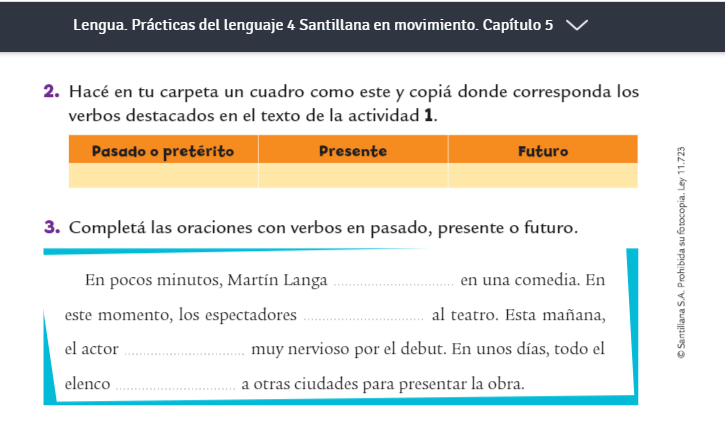 Lengua. Prácticas del lenguaje 4 Santillana en movimiento. Capítulo 5
2. Hacé en tu carpeta un cuadro como este y copiá donde corresponda los
verbos destacados en el texto de la actividad 1.
Pasado o pretérito Presente Futuro
3. Completá las oraciones con verbos en pasado, presente o futuro.
En pocos minutos, Martín Langa .............................. en una comedia. En
este momento, los espectadores .............................. al teatro. Esta mañana,
el actor .............................. muy nervioso por el debut. En unos días, todo el
elenco .............................. a otras ciudades para presentar la obra.
© Santillana S.A. Prohibida su fotocopia. Ley 11.723